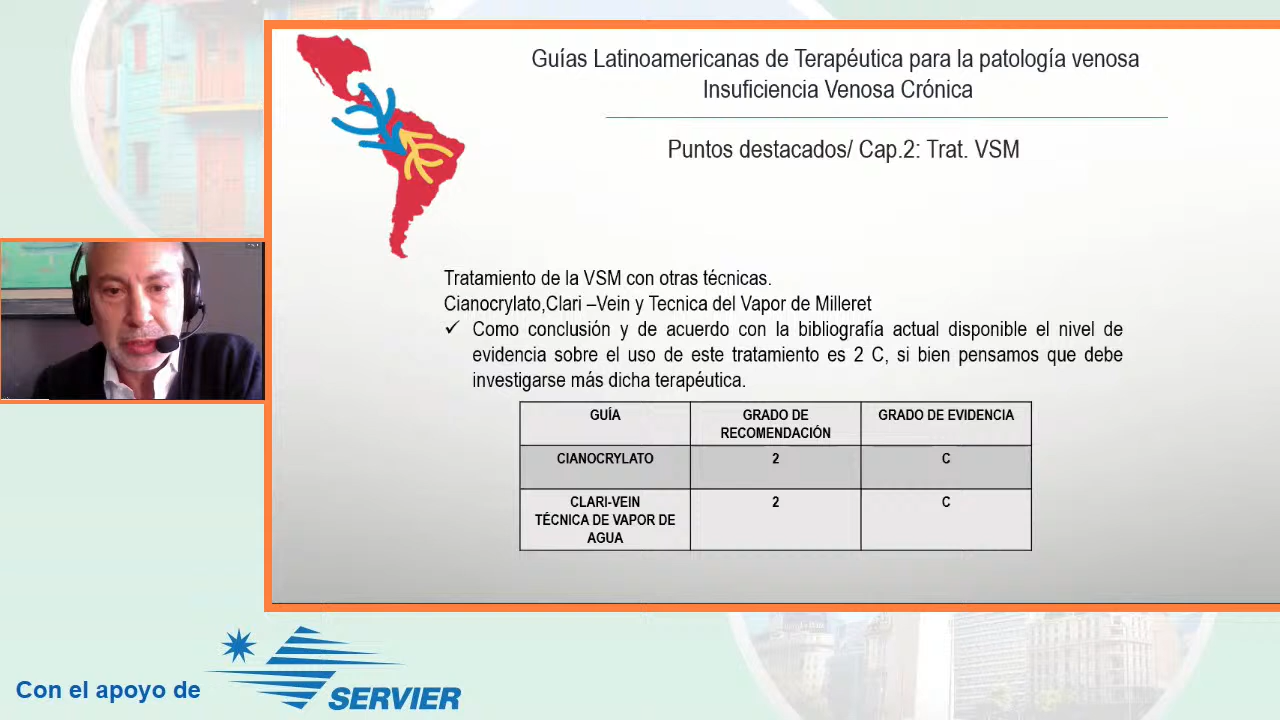 Guías Latinoamericanas de Terapéutica para la patología venosa
Insuficiencia Venosa Crónica
Puntos destacados/ Cap.2: Trat. VSM
Tratamiento de la VSM con otras técnicas.
Cianocrylato,Clari –Vein y Tecnica del Vapor de Milleret
✓ Como conclusión y de acuerdo con la bibliografía actual disponible el nivel de
evidencia sobre el uso de este tratamiento es 2 C, si bien pensamos que debe
investigarse más dicha terapéutica.
GUÍA
GRADO DE
RECOMENDACIÓN
GRADO DE EVIDENCIA
CIANOCRYLATO
2
C
CLARI-VEIN
TÉCNICA DE VAPOR DE
AGUA
2
C
Con el apoyo de
SERVIER